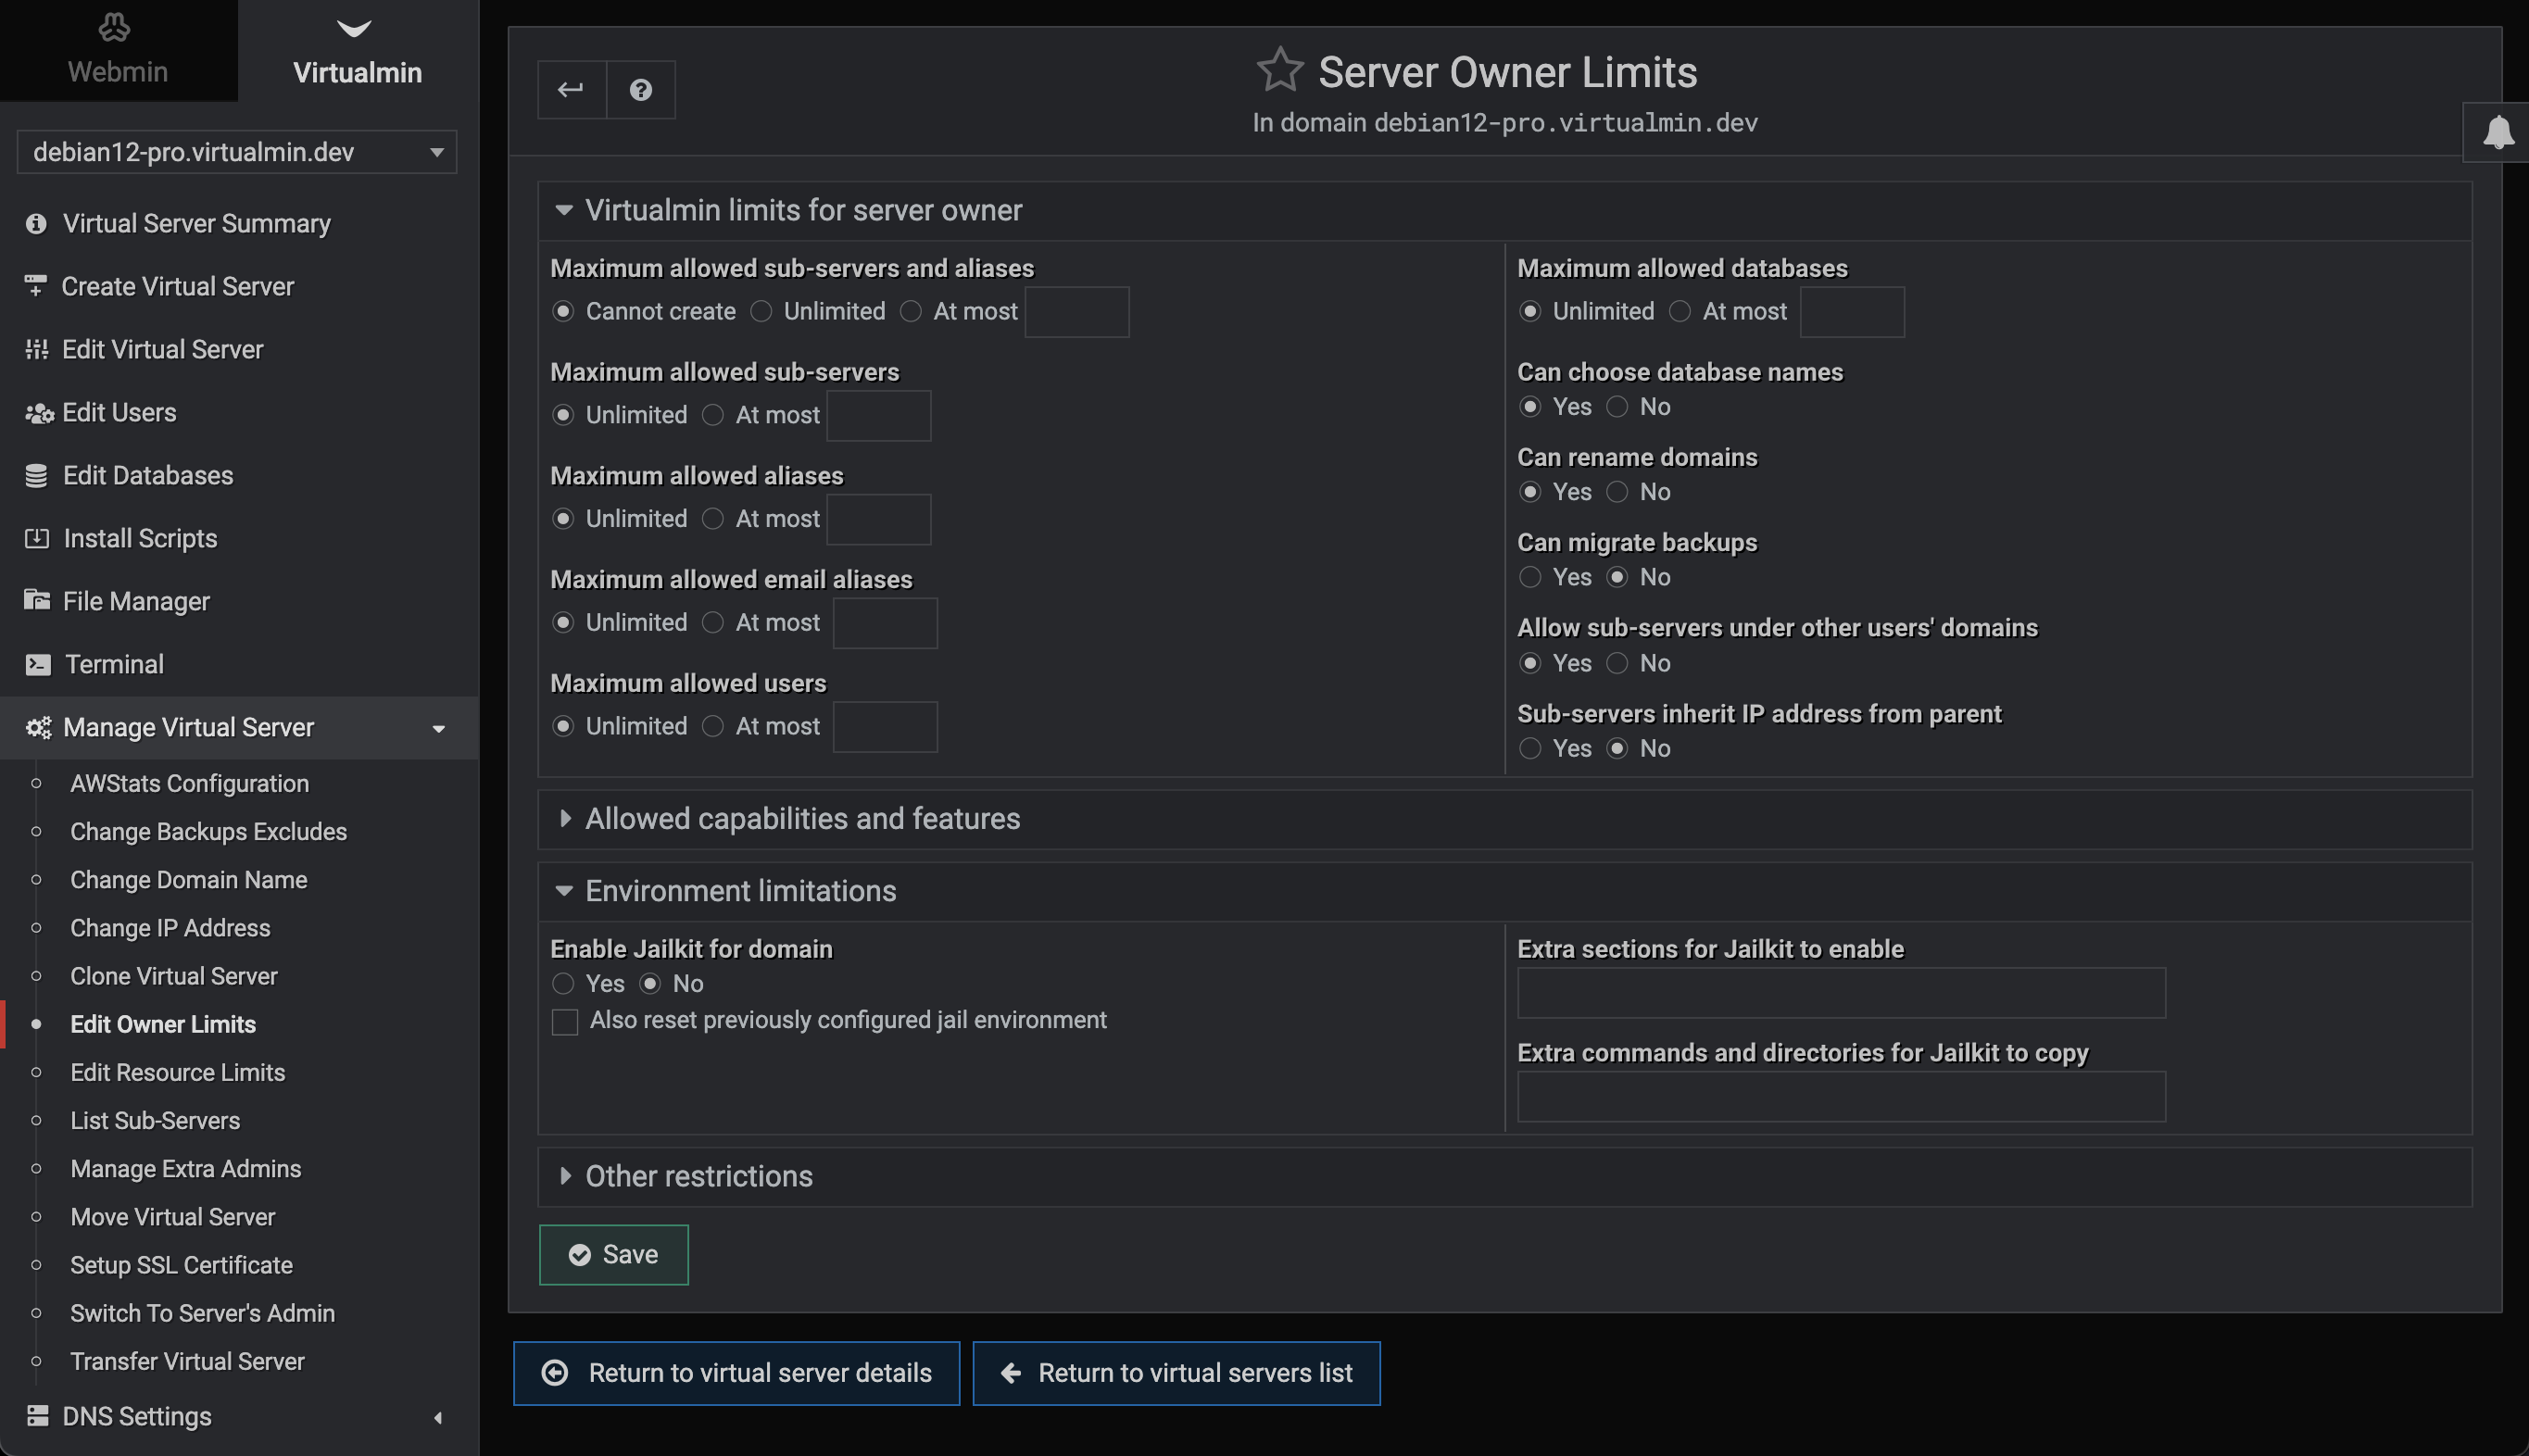 Webmin
Virtualmin
debian12-pro.virtualmin.dev
Virtual Server Summary
Create Virtual Server
Edit Virtual Server
Edit Users
Edit Databases
Install Scripts
File Manager
Terminal
Manage Virtual Server
AWStats Configuration
Change Backups Excludes
Change Domain Name
Change IP Address
Clone Virtual Server
Edit Owner Limits
Edit Resource Limits
List Sub-Servers
Manage Extra Admins
Move Virtual Server
Setup SSL Certificate
Switch To Server's Admin
Transfer Virtual Server
DNS Settings
Server Owner Limits
In domain debian12-pro.virtualmin.dev
Virtualmin limits for server owner
Maximum allowed sub-servers and aliases
Cannot create Unlimited At most
Maximum allowed sub-servers
Unlimited At most
Maximum allowed aliases
Unlimited At most
Maximum allowed email aliases
Unlimited At most
Maximum allowed users
Unlimited At most
Maximum allowed databases
Unlimited At most
Can choose database names
Yes No
Can rename domains
Yes No
Can migrate backups
Yes No
Allow sub-servers under other users' domains
Yes No
Sub-servers inherit IP address from parent
Yes No
Allowed capabilities and features
Environment limitations
Enable Jailkit for domain
Yes No
Also reset previously configured jail environment
Extra sections for Jailkit to enable
Extra commands and directories for Jailkit to copy
Other restrictions
Save
Return to virtual server details
Return to virtual servers list